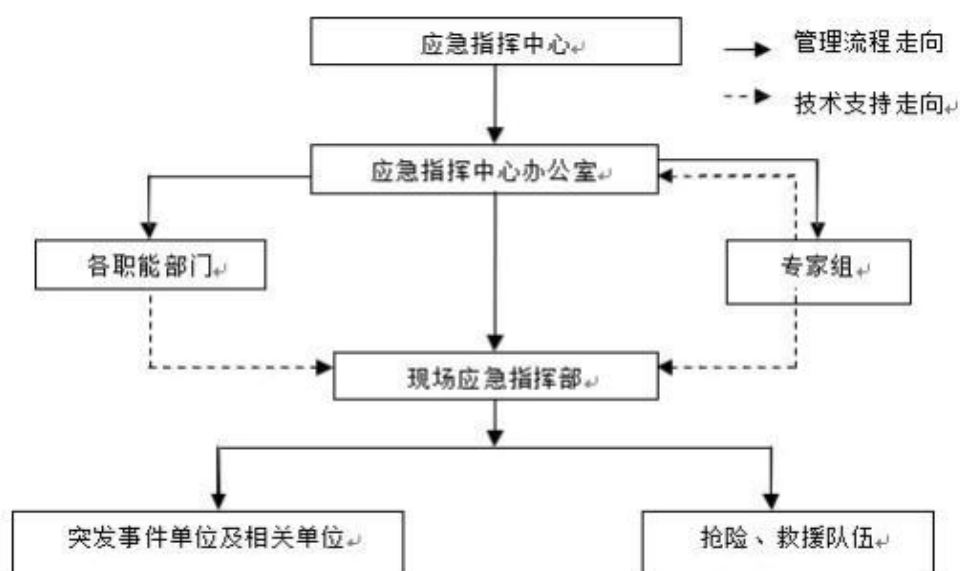 应急指挥中心
管理流程走向
技术支持走向
应急指挥中心办公室
各职能部门
专家组
现场应急指挥部
突发事件单位及相关单位
抢险、救援队伍